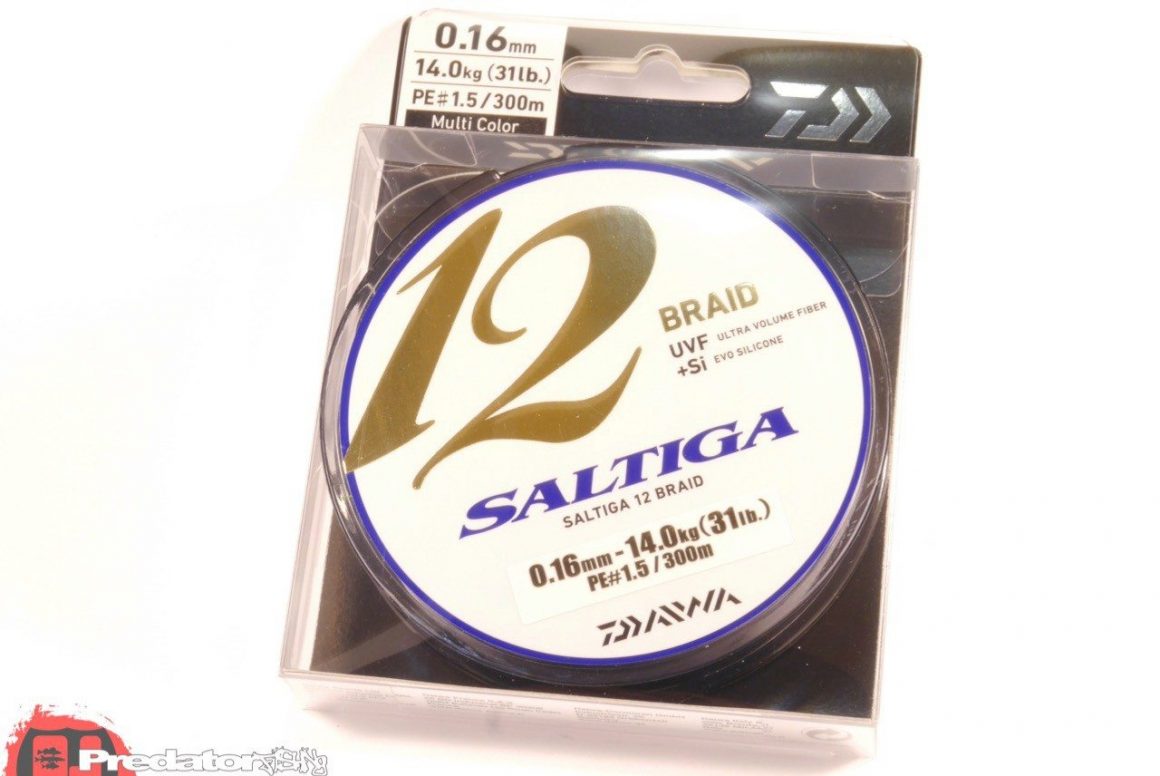 0.16mm
14.0kg (31lb.)
PE#1.5/300m
Multi Color
12
BRAID
UVF ULTRA VOLUME FIBER
+Si EVO SILICONE
SALTIGA
SALTIGA 12 BRAID
0.16mm-14.0kg(31lb.)
PE#1.5/300m
DAIWA
Predator